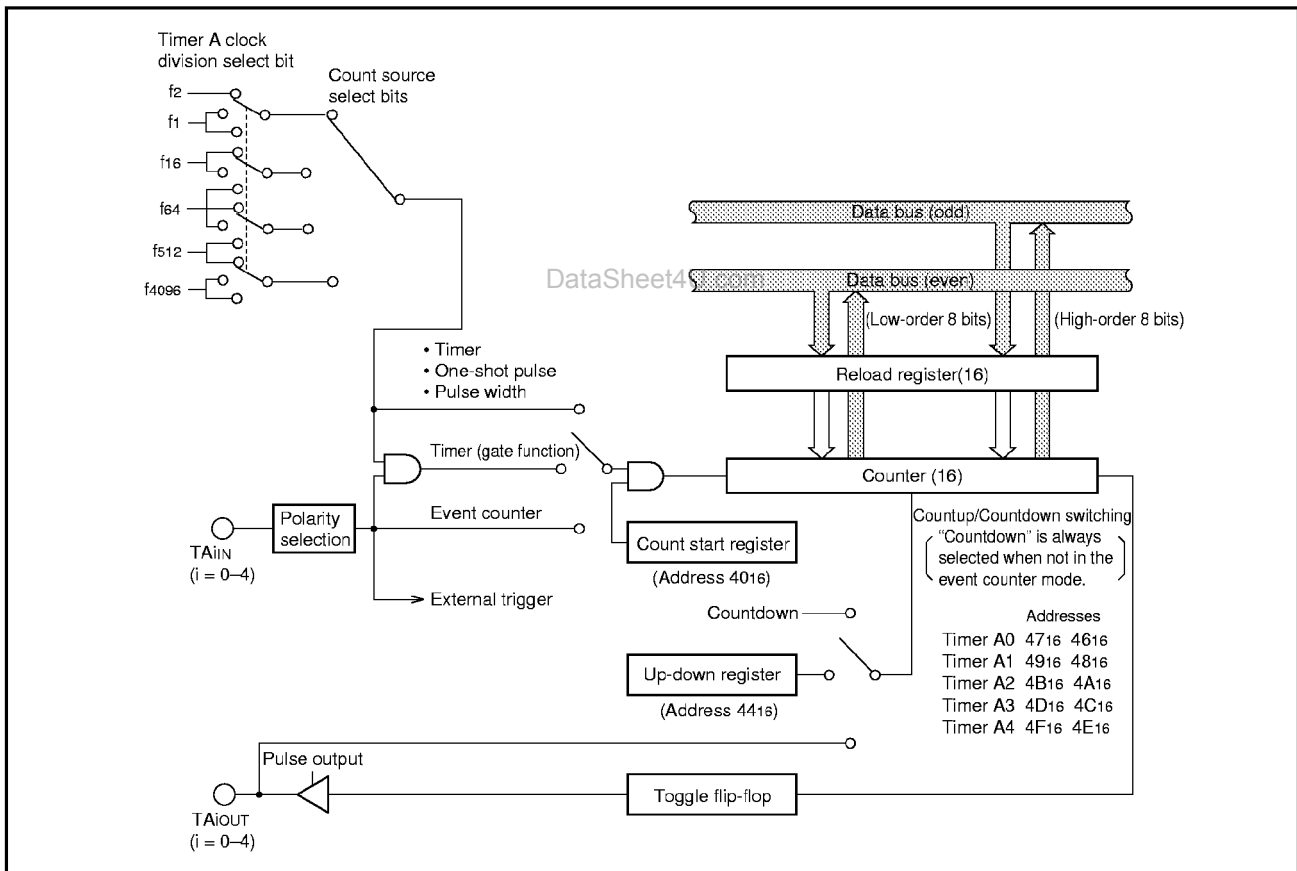 Timer A clock
division select bit
Count source
select bits
f2
f1
f16
f64
f512
f4096
Data bus (odd)
DataSheet4U.com
Data bus (even)
(Low-order 8 bits)
(High-order 8 bits)
• Timer
• One-shot pulse
• Pulse width
Reload register(16)
Timer (gate function)
Counter (16)
Polarity
selection
Event counter
TAiIN
(i = 0–4)
Count start register
(Address 4016)
Countup/Countdown switching
“Countdown” is always
selected when not in the
event counter mode.
External trigger
Countdown
Up-down register
(Address 4416)
Addresses
Timer A0 4716 4616
Timer A1 4916 4816
Timer A2 4B16 4A16
Timer A3 4D16 4C16
Timer A4 4F16 4E16
Pulse output
Toggle flip-flop
TAiOUT
(i = 0–4)